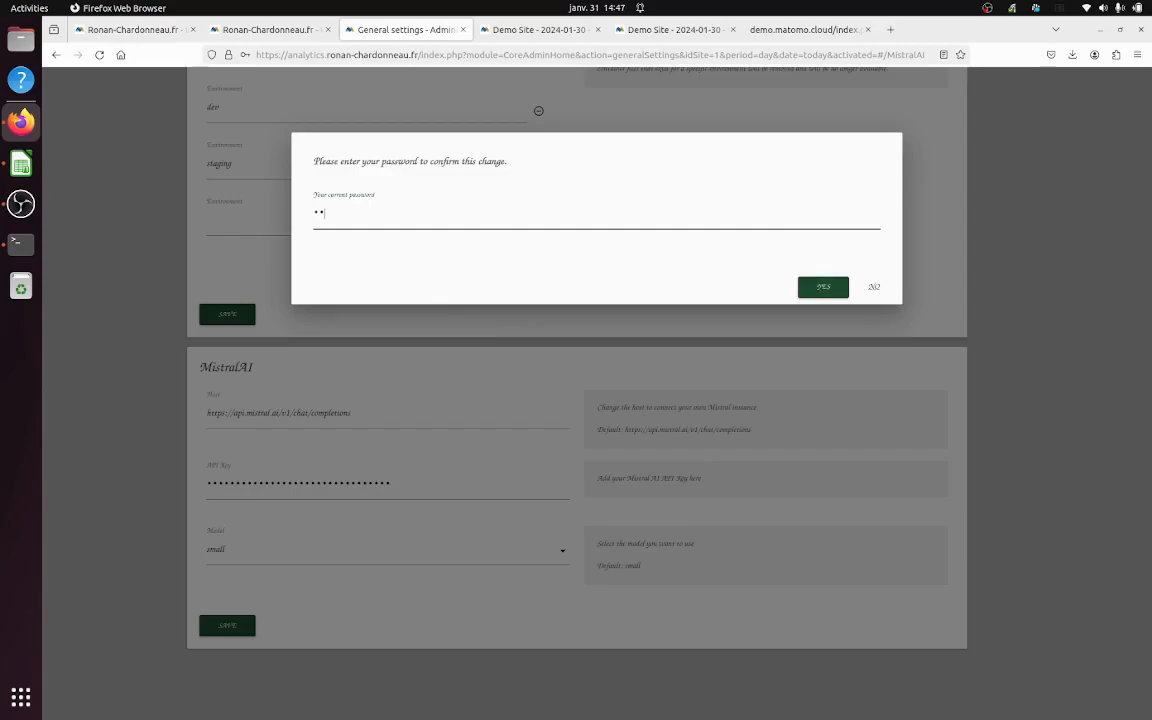 Activities
Firefox Web Browser
janv. 31 14:47
Ronan-Chardonneau.fr -
Ronan-Chardonneau.fr -
General settings - Admin
Demo Site - 2024-01-30 -
Demo Site - 2024-01-30 -
demo.matomo.cloud/index.p
https://analytics.ronan-chardonneau.fr/index.php?module=CoreAdminHome&action=generalSettings&idSite=1&period=day&date=today&activated=#/MistralAI
Environment
dev
Environment
staging
Environment
Please enter your password to confirm this change.
Your current password
••
YES
SAVE
MistralAI
Host
https://api.mistral.ai/v1/chat/completions
Change the host to connect your own Mistral instance
Default: https://api.mistral.ai/v1/chat/completions
API Key
Add your Mistral AI API Key here
Model
small
Select the model you want to use
Default: small
SAVE